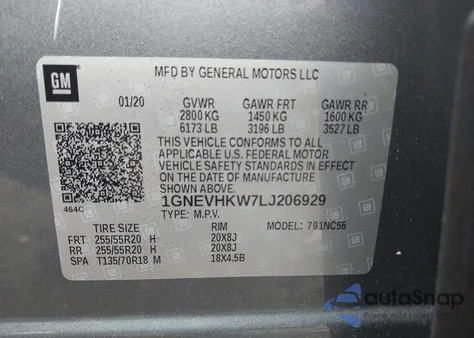 GM
MFD BY GENERAL MOTORS LLC
01/20 GVWR GAWR FRT GAWR RR
2800 KG 1450 KG 1600 KG
6173 LB 3196 LB 3527 LB
THIS VEHICLE CONFORMS TO ALL
APPLICABLE U.S. FEDERAL MOTOR
VEHICLE SAFETY STANDARDS IN EFFECT
ON THE DATE OF MANUFACTURE
SHOWN ABOVE.
464C 1GNEVHKW7LJ206929
TYPE: M.P.V. MODEL: 791NC56
TIRE SIZE RIM
FRT 255/55R20 H 20X8J
RR 255/55R20 H 20X8J
SPA T135/70R18 M 18X4.5B
autoSnap